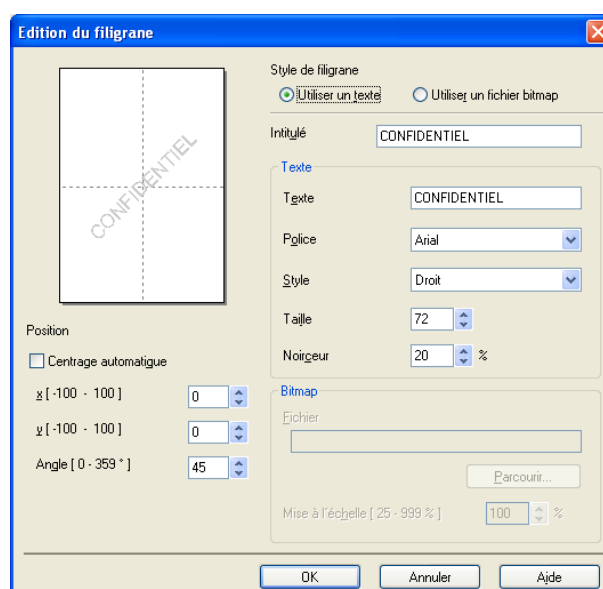 Edition du filigrane
CONFIDENTIEL
Style de filigrane
Utiliser un texte
Utiliser un fichier bitmap
Intitulé
CONFIDENTIEL
Texte
Texte
CONFIDENTIEL
Police
Arial
Style
Droit
Taille
72
Noirceur
20
%
Position
Centrage automatique
x [ -100 - 100 ]
0
y [ -100 - 100 ]
0
Angle [ 0 - 359 ° ]
45
Bitmap
Fichier
Parcourir...
Mise à l'échelle [ 25 - 999 % ]
100
%
OK
Annuler
Aide